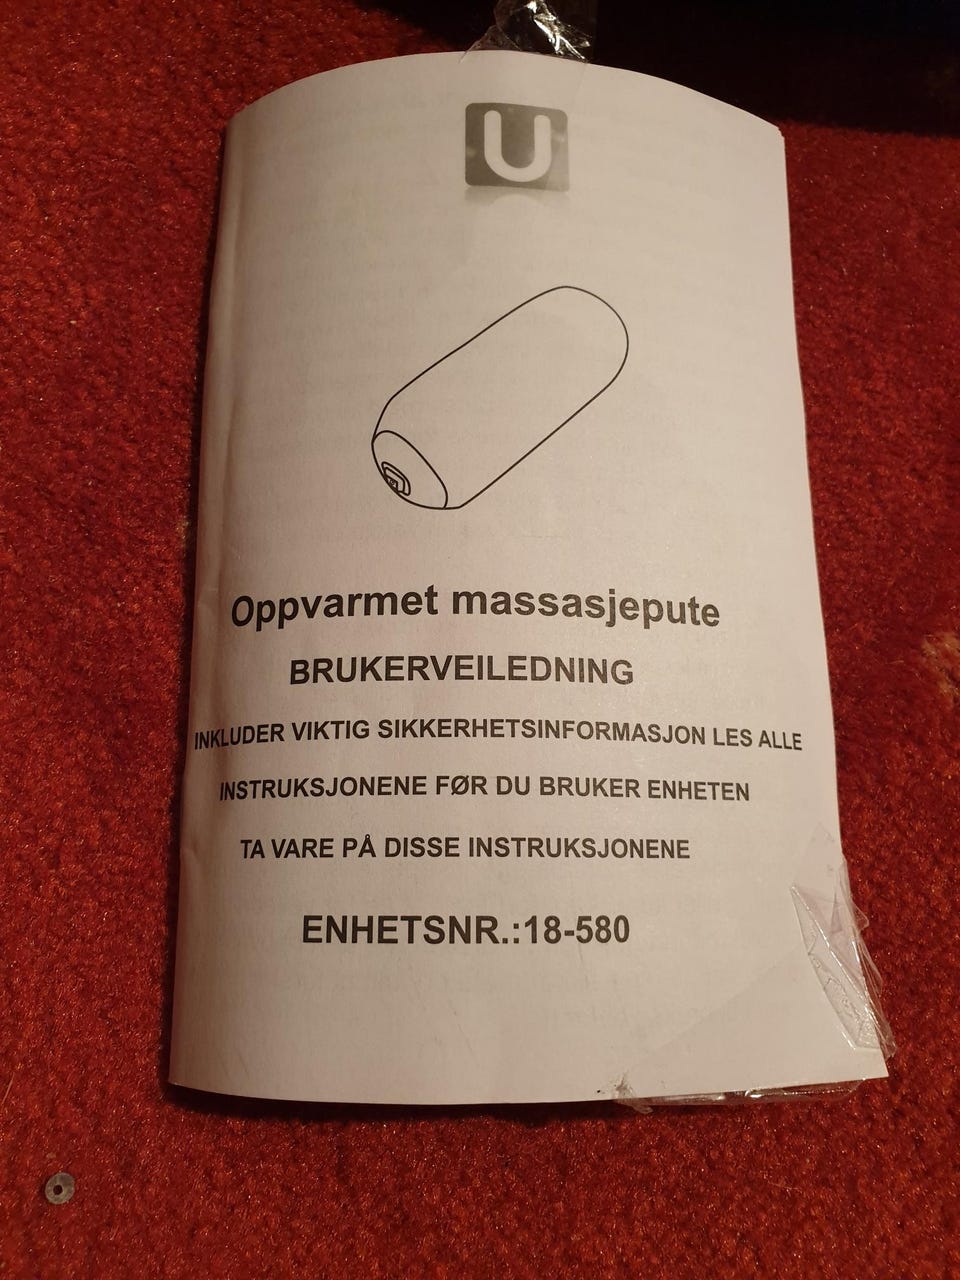 U
Oppvarmet massasjepute
BRUKERVEILEDNING
INKLUDER VIKTIG SIKKERHETSINFORMASJON LES ALLE
INSTRUKSJONENE FØR DU BRUKER ENHETEN
TA VARE PÅ DISSE INSTRUKSJONENE
ENHETSNR.:18-580